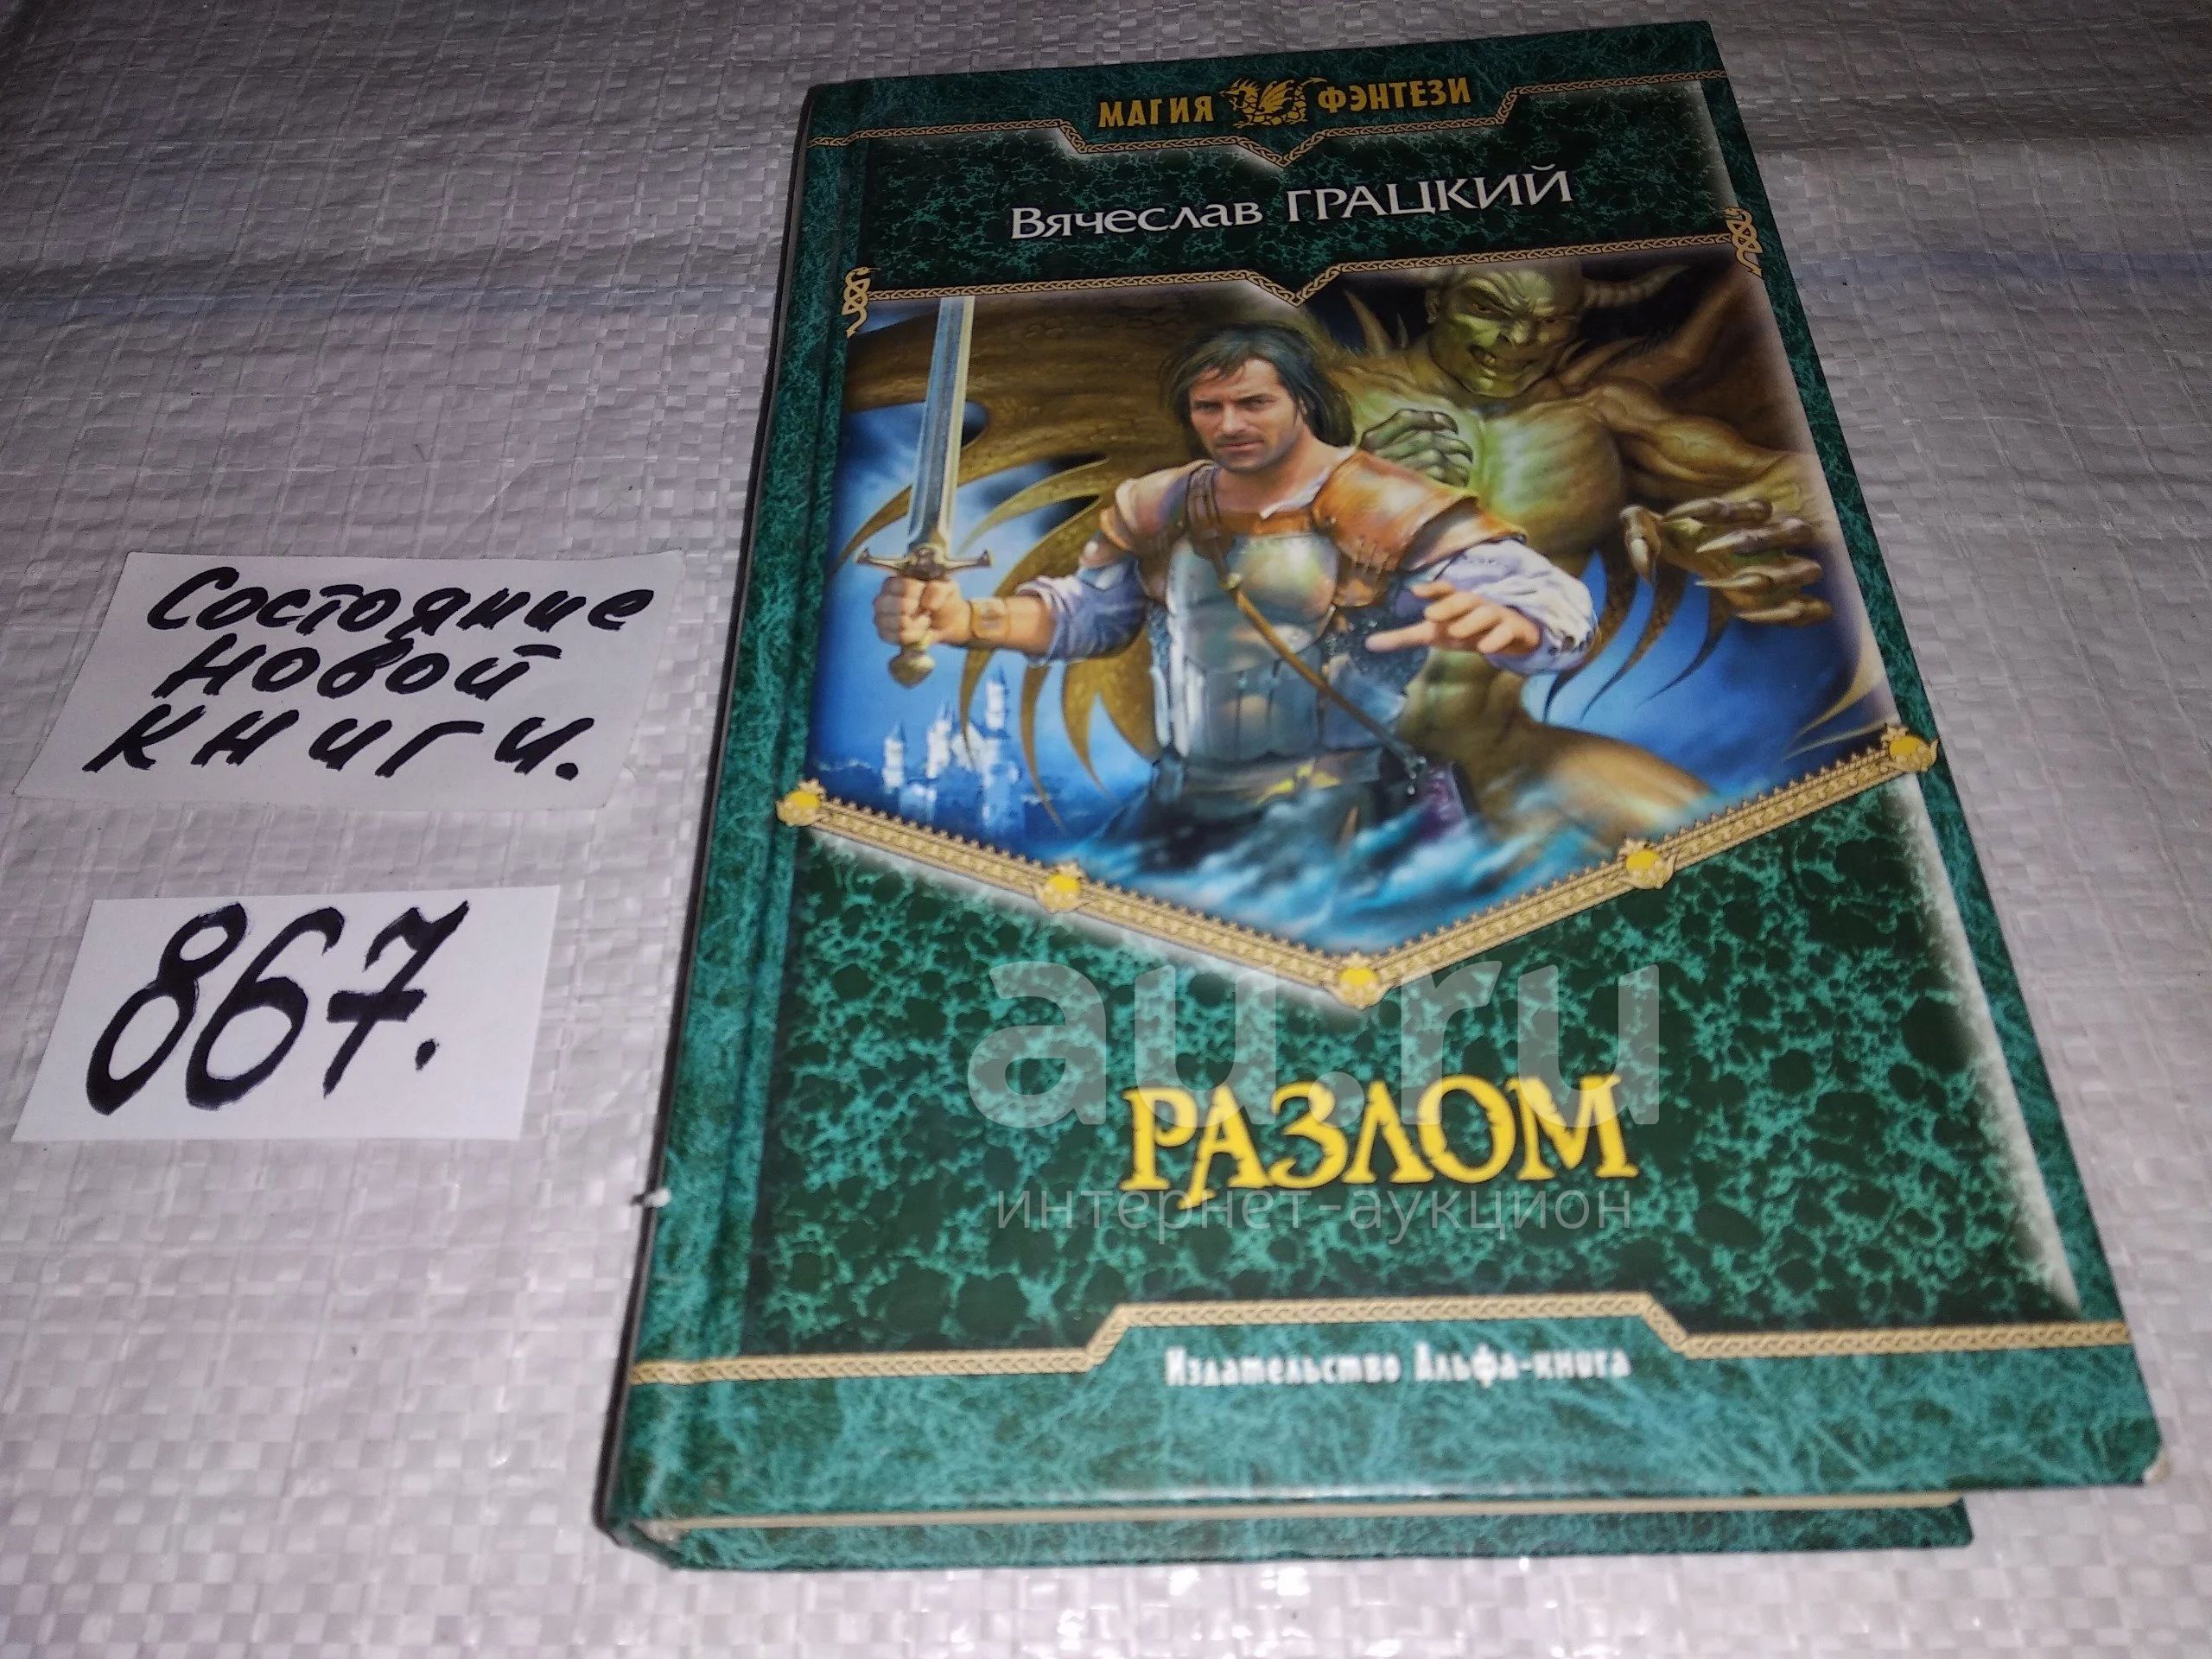 МАГИЯ ФЭНТЕЗИ
Вячеслав ГРАЦКИЙ
Состояние
новой
книги.
867.
au.ru
РАЗЛОМ
интернет-аукцион
Издательство Альфа-книга